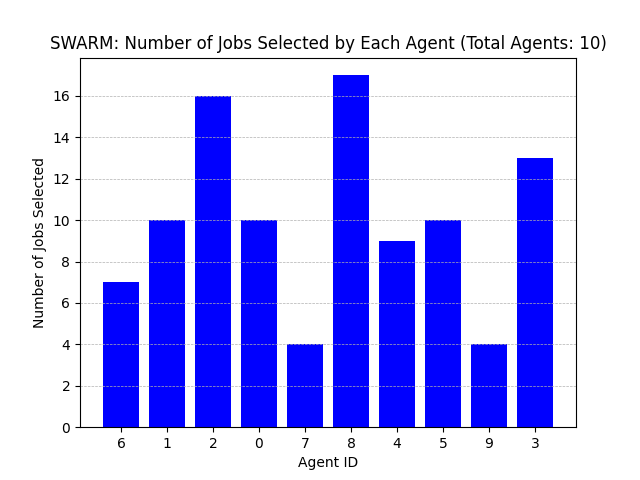 SWARM: Number of Jobs Selected by Each Agent (Total Agents: 10)
Number of Jobs Selected
16
14
12
10
8
6
4
2
0
6 1 2 0 7 8 4 5 9 3
Agent ID